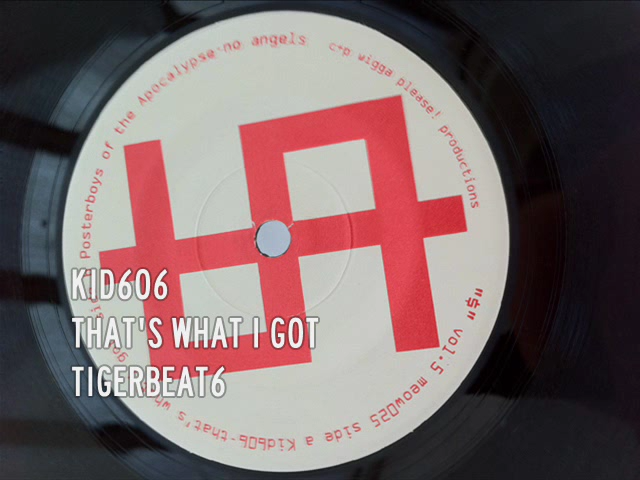 Posterboys of the Apocalypse-no angels
c+p wigga please! productions
"$" vol.5 meow025 side a Kid606-that's wh
KID606
THAT'S WHAT I GOT
TIGERBEAT6